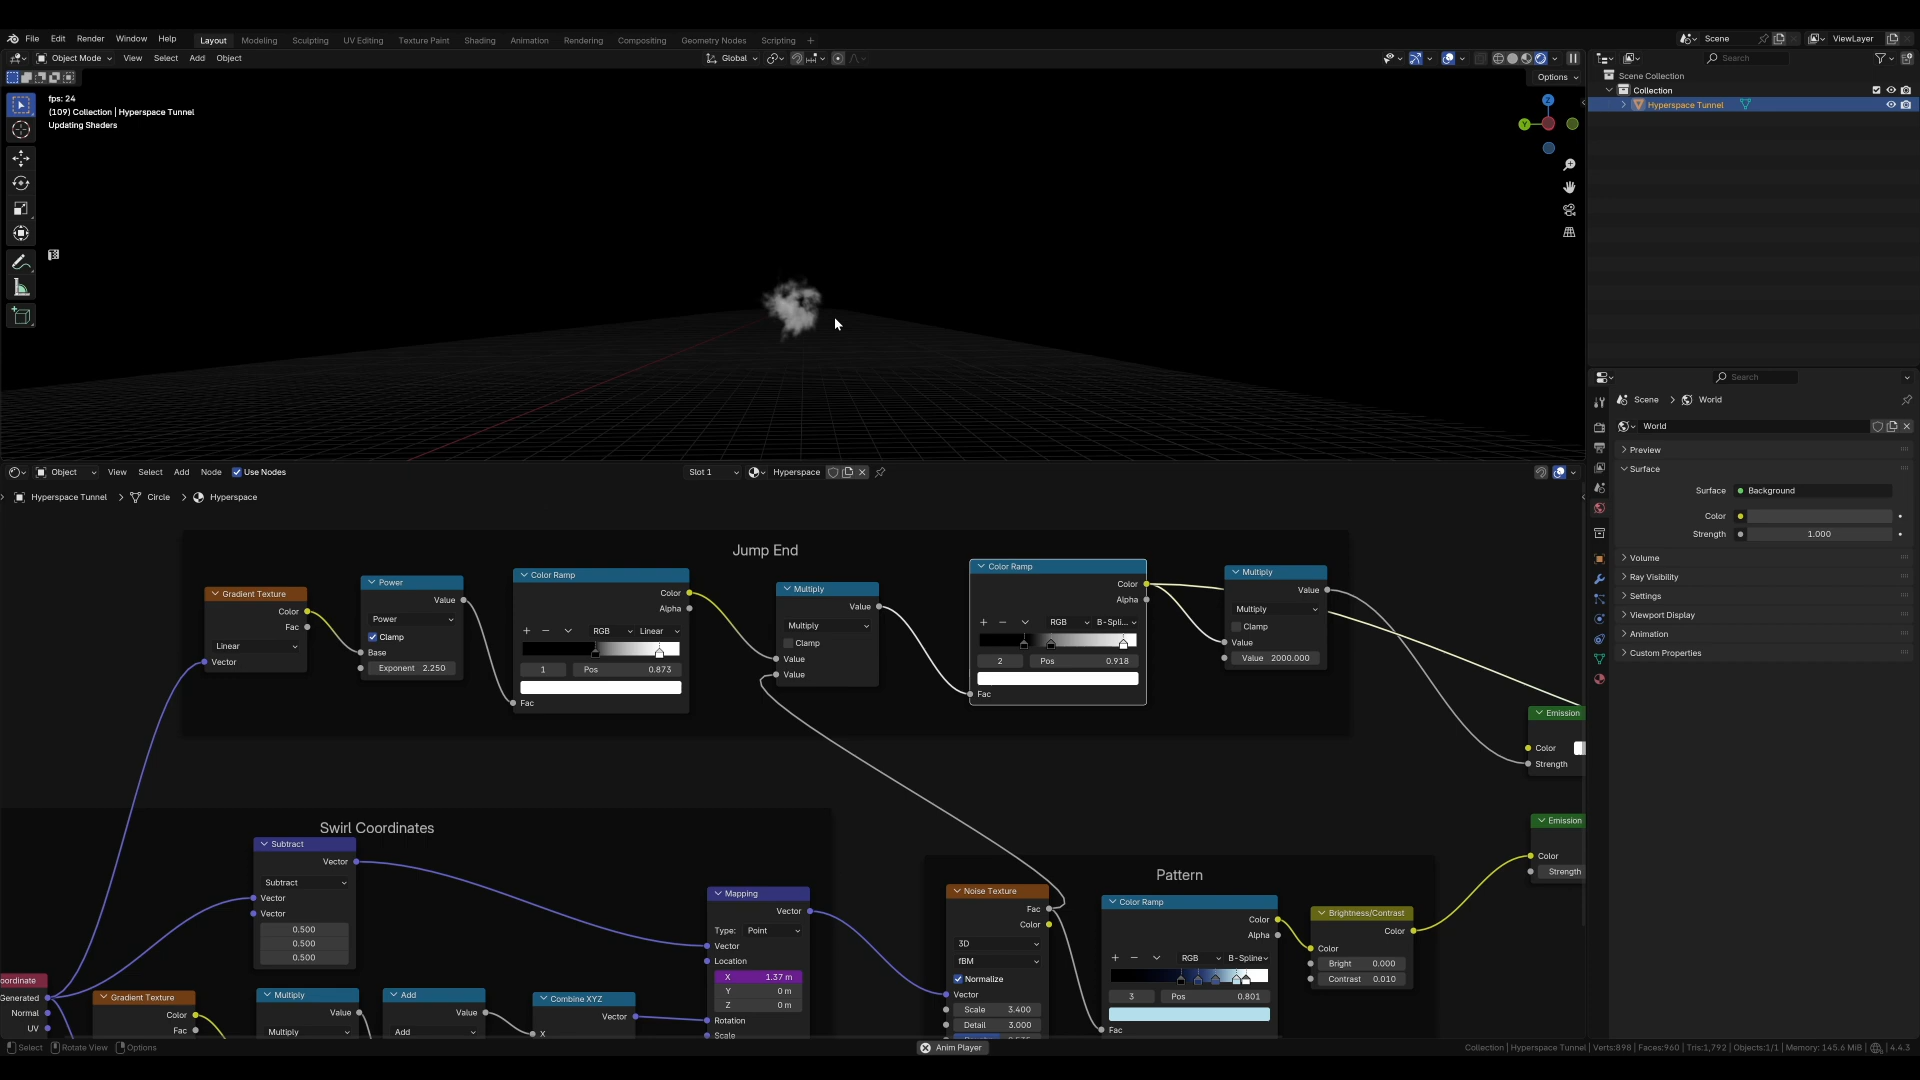 File Edit Render Window Help Layout Modeling Sculpting UV Editing Texture Paint Shading Animation Rendering Compositing Geometry Nodes Scripting + Scene ViewLayer
Object Mode View Select Add Object Global Search
Options
fps: 24
(109) Collection | Hyperspace Tunnel
Updating Shaders
Z
Y
Scene Collection
Collection
Hyperspace Tunnel
Search
Scene > World
World
Preview
Surface
Surface Background
Color
Strength 1.000
Volume
Ray Visibility
Settings
Viewport Display
Animation
Custom Properties
Object View Select Add Node Use Nodes Slot 1 Hyperspace
Hyperspace Tunnel > Circle > Hyperspace
Jump End
Gradient Texture
Color
Fac
Linear
Vector
Power
Value
Power
Clamp
Base
Exponent 2.250
Color Ramp
Color
Alpha
RGB Linear
1 Pos 0.873
Fac
Multiply
Value
Multiply
Clamp
Value
Value
Color Ramp
Color
Alpha
RGB B-Spli...
2 Pos 0.918
Fac
Multiply
Value
Multiply
Clamp
Value
Value 2000.000
Emission
Color
Strength
Emission
Color
Strength
Swirl Coordinates
Subtract
Vector
Subtract
Vector
Vector
0.500
0.500
0.500
Mapping
Vector
Type: Point
Vector
Location
X 1.37 m
Y 0 m
Z 0 m
Rotation
Scale
oordinate
Generated
Normal
UV
Gradient Texture
Color
Fac
Multiply
Value
Multiply
Add
Value
Add
Combine XYZ
Vector
X
Pattern
Noise Texture
Fac
Color
3D
fBM
Normalize
Vector
Scale 3.400
Detail 3.000
Color Ramp
Color
Alpha
RGB B-Spline
3 Pos 0.801
Fac
Brightness/Contrast
Color
Color
Bright 0.000
Contrast 0.010
Select Rotate View Options Anim Player Collection | Hyperspace Tunnel | Verts:898 | Faces:960 | Tris:1,792 | Objects:1/1 | Memory: 145.6 MiB | 4.4.3